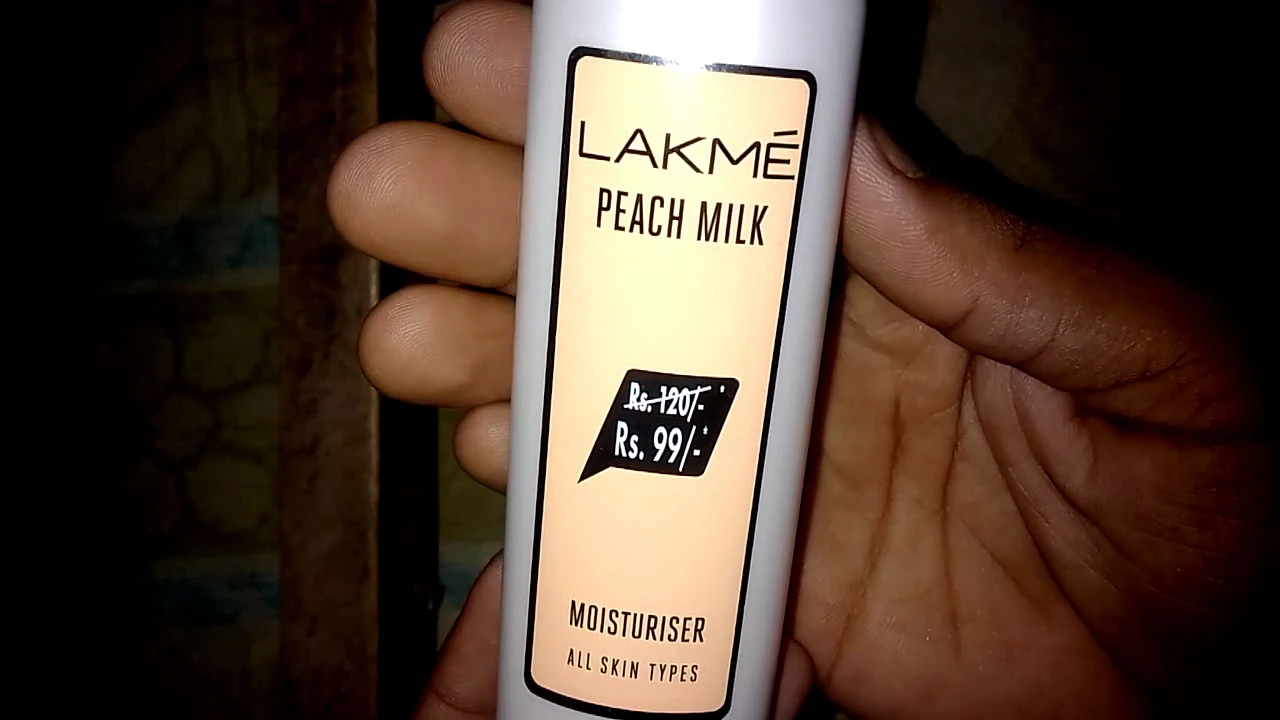 LAKMÉ
PEACH MILK
Rs. 120/-*
Rs. 99/-*
MOISTURISER
ALL SKIN TYPES